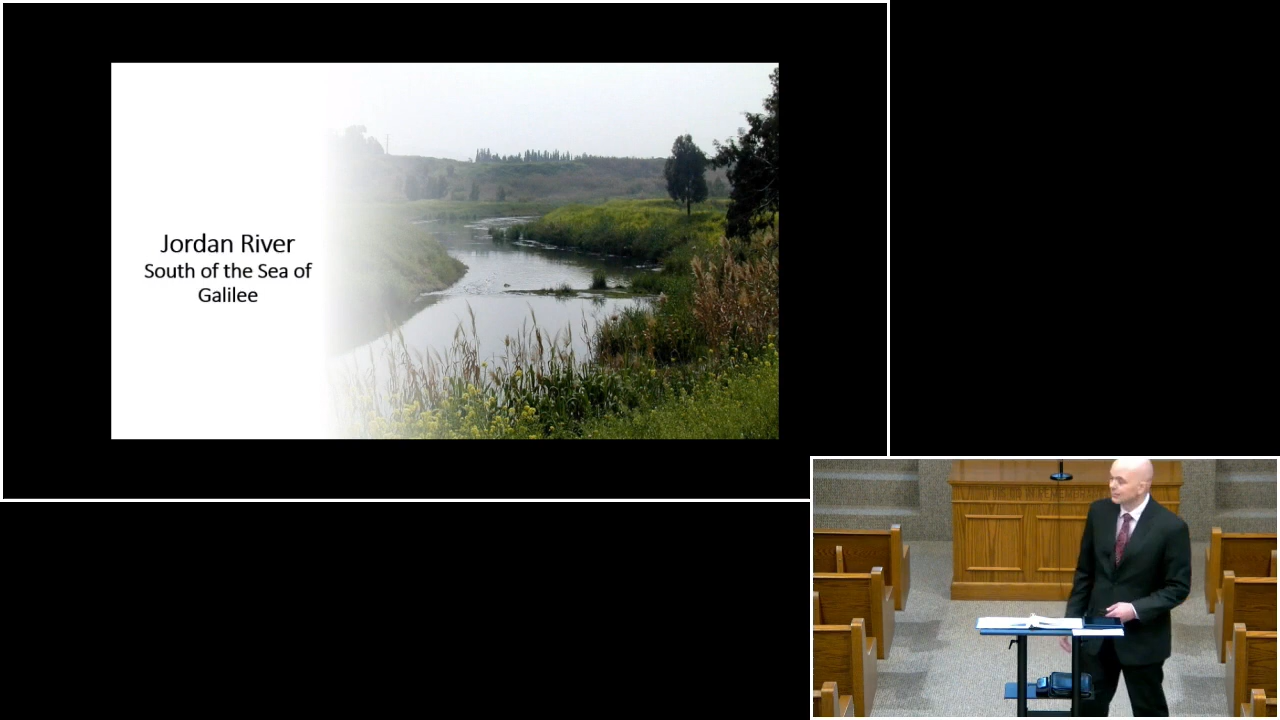 Jordan River
South of the Sea of
Galilee